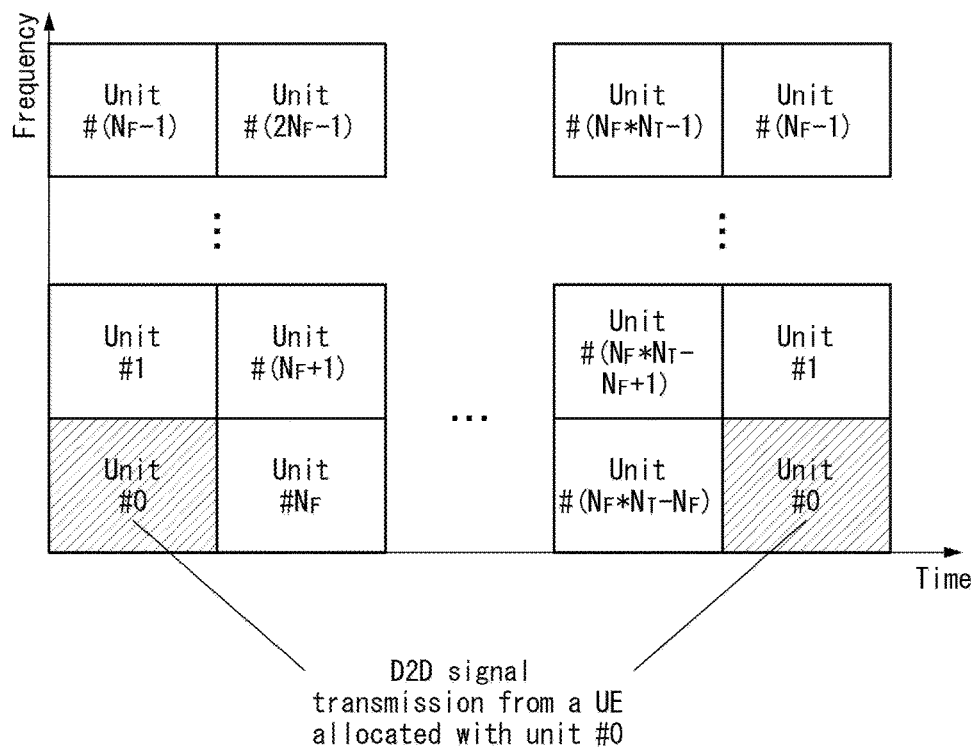 Frequency
Unit
#(NF-1)
Unit
#(2NF-1)
Unit
#(NF*NT-1)
Unit
#(NF-1)
⋮
⋮
Unit
#1
Unit
#(NF+1)
Unit
#(NF*NT-
NF+1)
Unit
#1
...
Unit
#0
Unit
#NF
Unit
#(NF*NT-NF)
Unit
#0
Time
D2D signal
transmission from a UE
allocated with unit #0